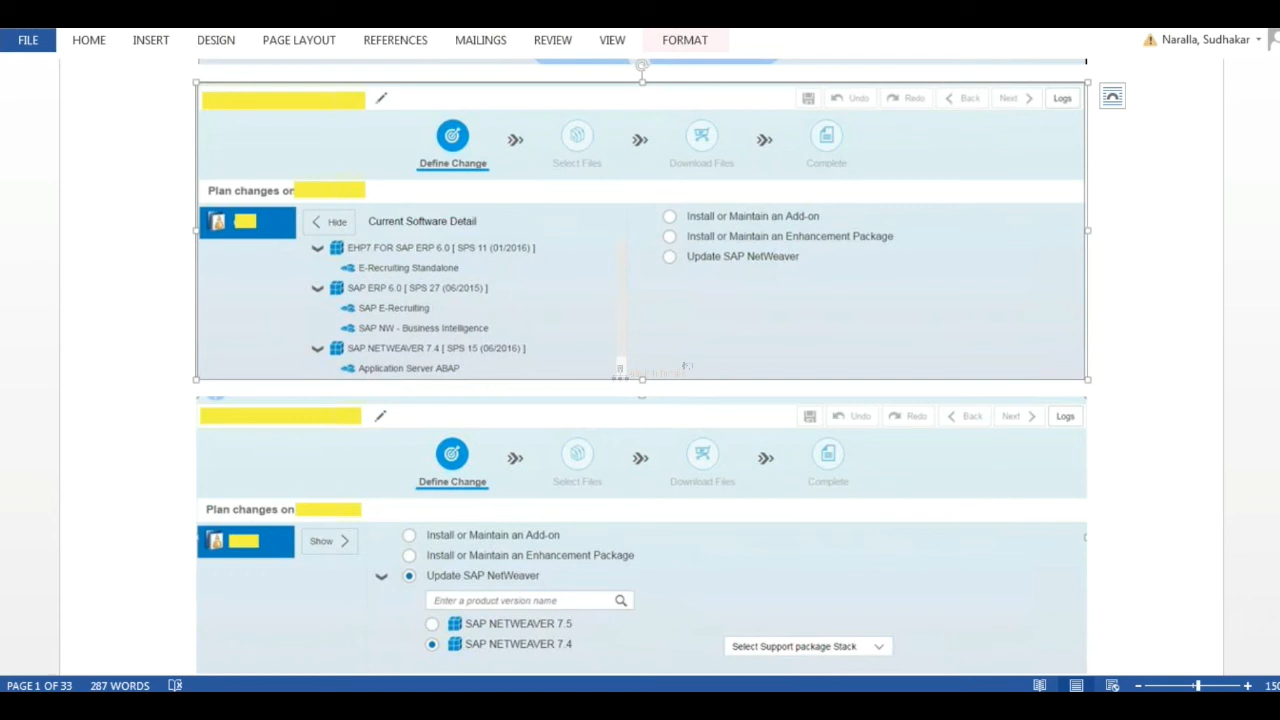 FILE HOME INSERT DESIGN PAGE LAYOUT REFERENCES MAILINGS REVIEW VIEW FORMAT Naralla, Sudhakar
Undo Redo Back Next Logs
Define Change Select Files Download Files Complete
Plan changes on
Hide Current Software Detail
EHP7 FOR SAP ERP 6.0 [ SPS 11 (01/2016) ]
E-Recruiting Standalone
SAP ERP 6.0 [ SPS 27 (06/2015) ]
SAP E-Recruiting
SAP NW - Business Intelligence
SAP NETWEAVER 7.4 [ SPS 15 (06/2016) ]
Application Server ABAP
Install or Maintain an Add-on
Install or Maintain an Enhancement Package
Update SAP NetWeaver
Undo Redo Back Next Logs
Define Change Select Files Download Files Complete
Plan changes on
Show
Install or Maintain an Add-on
Install or Maintain an Enhancement Package
Update SAP NetWeaver
Enter a product version name
SAP NETWEAVER 7.5
SAP NETWEAVER 7.4 Select Support package Stack
PAGE 1 OF 33 287 WORDS